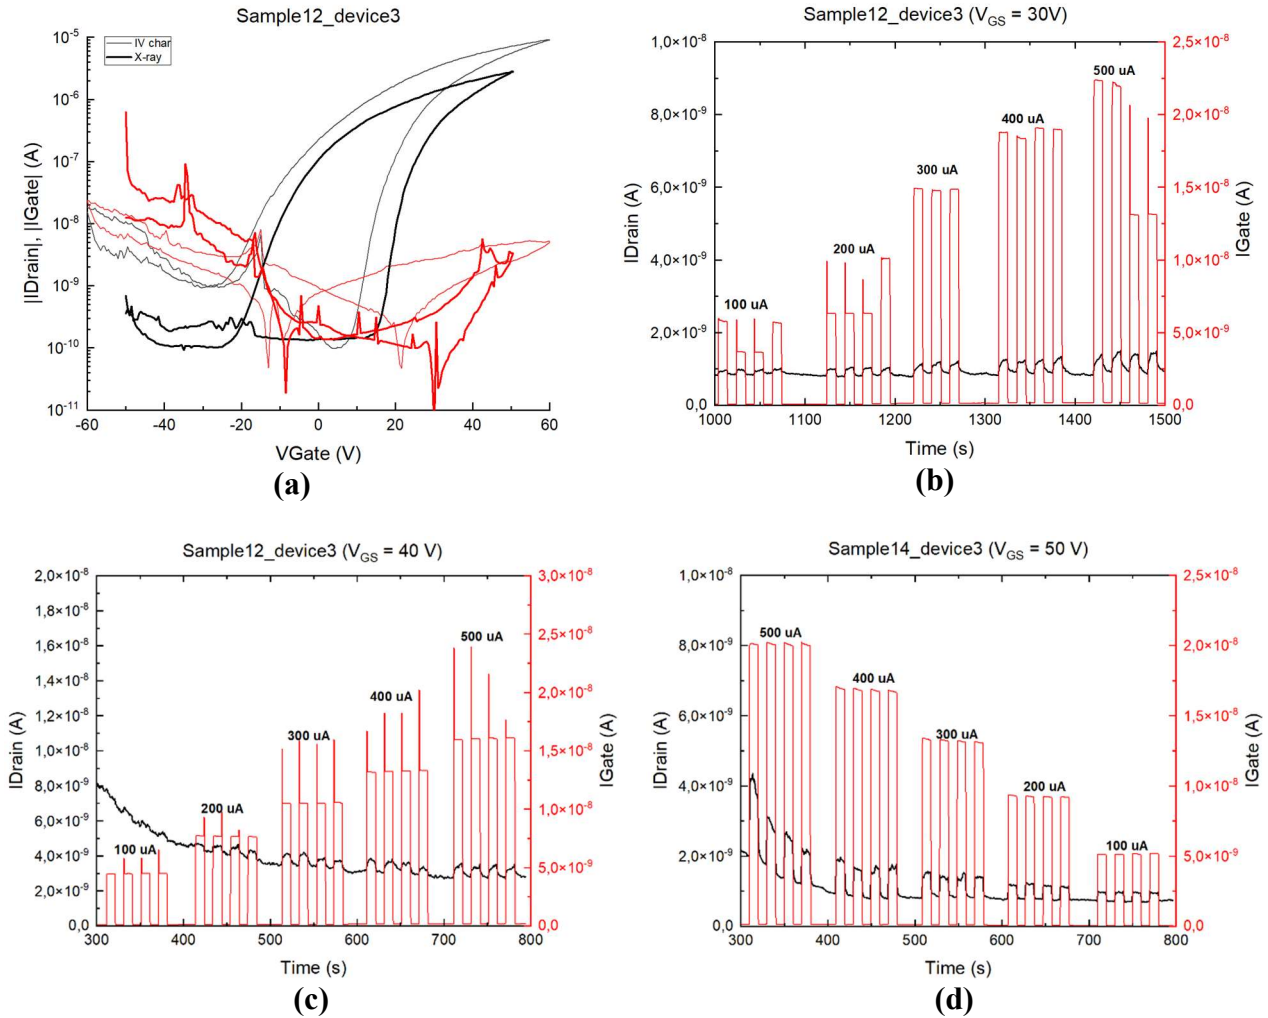 Sample12_device3
IV char
X-ray
10⁻⁵
10⁻⁶
10⁻⁷
10⁻⁸
10⁻⁹
10⁻¹⁰
10⁻¹¹
|IDrain|, |IGate| (A)
-60 -40 -20 0 20 40 60
VGate (V)
(a)
Sample12_device3 (V_GS = 30V)
1,0×10⁻⁸
8,0×10⁻⁹
6,0×10⁻⁹
4,0×10⁻⁹
2,0×10⁻⁹
0,0
IDrain (A)
100 uA
200 uA
300 uA
400 uA
500 uA
2,5×10⁻⁸
2,0×10⁻⁸
1,5×10⁻⁸
1,0×10⁻⁸
5,0×10⁻⁹
0,0
IGate (A)
1000 1100 1200 1300 1400 1500
Time (s)
(b)
Sample12_device3 (V_GS = 40 V)
2,0×10⁻⁸
1,8×10⁻⁸
1,6×10⁻⁸
1,4×10⁻⁸
1,2×10⁻⁸
1,0×10⁻⁸
8,0×10⁻⁹
6,0×10⁻⁹
4,0×10⁻⁹
2,0×10⁻⁹
0,0
IDrain (A)
100 uA
200 uA
300 uA
400 uA
500 uA
3,0×10⁻⁸
2,5×10⁻⁸
2,0×10⁻⁸
1,5×10⁻⁸
1,0×10⁻⁸
5,0×10⁻⁹
0,0
IGate (A)
300 400 500 600 700 800
Time (s)
(c)
Sample14_device3 (V_GS = 50 V)
1,0×10⁻⁸
8,0×10⁻⁹
6,0×10⁻⁹
4,0×10⁻⁹
2,0×10⁻⁹
0,0
IDrain (A)
500 uA
400 uA
300 uA
200 uA
100 uA
2,5×10⁻⁸
2,0×10⁻⁸
1,5×10⁻⁸
1,0×10⁻⁸
5,0×10⁻⁹
0,0
IGate (A)
300 400 500 600 700 800
Time (s)
(d)